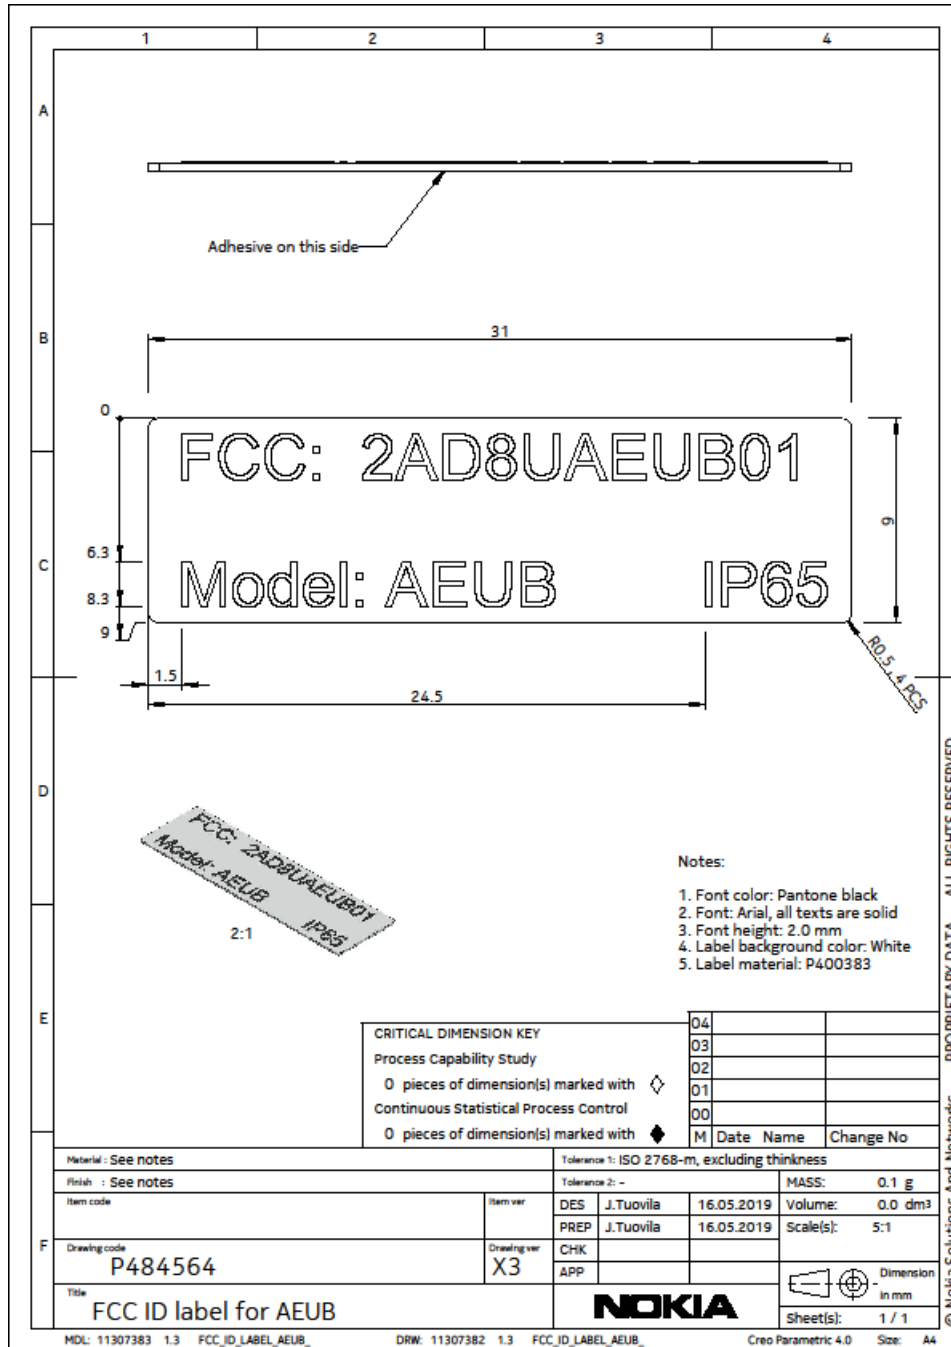 1 2 3 4
A
Adhesive on this side
B
31
0
FCC: 2AD8UAEUB01
9
6.3
C
Model: AEUB IP65
8.3
9
R0.5, 4 PCS
1.5
24.5
D
FCC: 2AD8UAEUB01
Model: AEUB IP65
2:1
Notes:
1. Font color: Pantone black
2. Font: Arial, all texts are solid
3. Font height: 2.0 mm
4. Label background color: White
5. Label material: P400383
E
CRITICAL DIMENSION KEY
Process Capability Study
0 pieces of dimension(s) marked with
Continuous Statistical Process Control
0 pieces of dimension(s) marked with
04
03
02
01
00
M Date Name Change No
Material : See notes
Tolerance 1: ISO 2768-m, excluding thinkness
Finish : See notes
Tolerance 2: -
MASS: 0.1 g
Item code
Item ver
DES J.Tuovila 16.05.2019
Volume: 0.0 dm³
PREP J.Tuovila 16.05.2019
Scale(s): 5:1
F
Drawing code
P484564
Drawing ver
X3
CHK
APP
Dimension
in mm
Title
FCC ID label for AEUB
NOKIA
Sheet(s): 1 / 1
MDL: 11307383 1.3 FCC_ID_LABEL_AEUB_ DRW: 11307382 1.3 FCC_ID_LABEL_AEUB_ Creo Parametric 4.0 Size: A4
© Nokia Solutions And Networks PROPRIETARY DATA ALL RIGHTS RESERVED